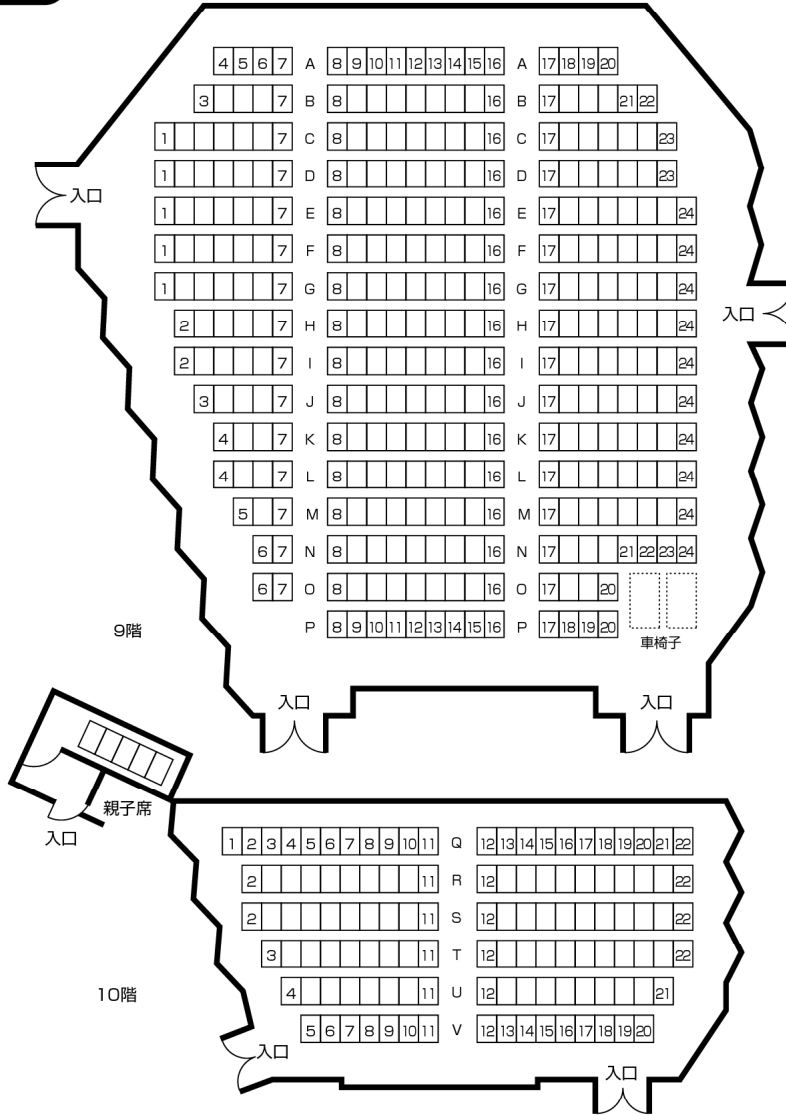 4 5 6 7 A 8 9 10 11 12 13 14 15 16 A 17 18 19 20
3 7 B 8 16 B 17 21 22
1 7 C 8 16 C 17 23
1 7 D 8 16 D 17 23
入口
1 7 E 8 16 E 17 24
1 7 F 8 16 F 17 24
1 7 G 8 16 G 17 24
入口
2 7 H 8 16 H 17 24
2 7 I 8 16 I 17 24
3 7 J 8 16 J 17 24
4 7 K 8 16 K 17 24
4 7 L 8 16 L 17 24
5 7 M 8 16 M 17 24
6 7 N 8 16 N 17 21 22 23 24
6 7 O 8 16 O 17 20
9階
P 8 9 10 11 12 13 14 15 16 P 17 18 19 20
車椅子
入口
入口
親子席
入口
1 2 3 4 5 6 7 8 9 10 11 Q 12 13 14 15 16 17 18 19 20 21 22
2 11 R 12 22
2 11 S 12 22
3 11 T 12 22
10階
4 11 U 12 21
5 6 7 8 9 10 11 V 12 13 14 15 16 17 18 19 20
入口
入口